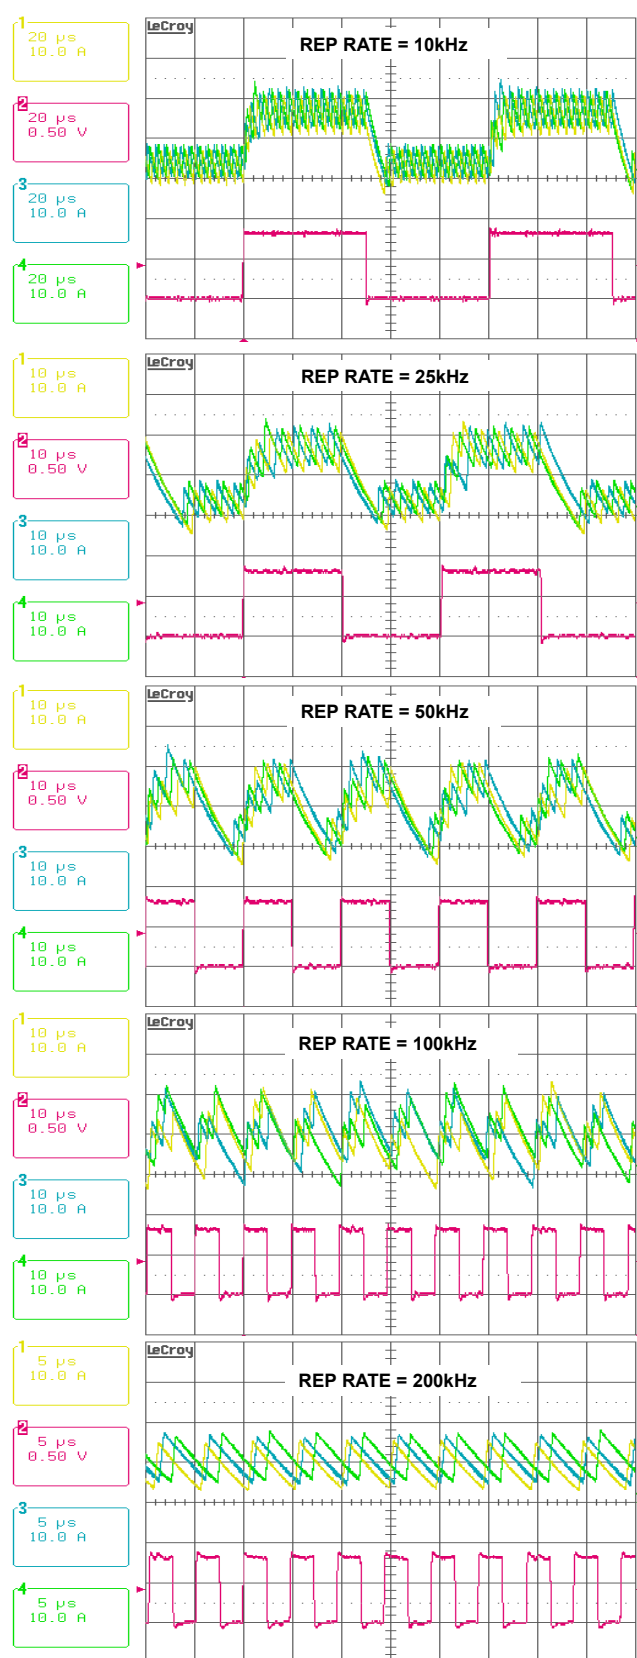 1
20 µs
10.0 A
2
20 µs
0.50 V
3
20 µs
10.0 A
4
20 µs
10.0 A
LeCroy
REP RATE = 10kHz
1
10 µs
10.0 A
2
10 µs
0.50 V
3
10 µs
10.0 A
4
10 µs
10.0 A
LeCroy
REP RATE = 25kHz
1
10 µs
10.0 A
2
10 µs
0.50 V
3
10 µs
10.0 A
4
10 µs
10.0 A
LeCroy
REP RATE = 50kHz
1
10 µs
10.0 A
2
10 µs
0.50 V
3
10 µs
10.0 A
4
10 µs
10.0 A
LeCroy
REP RATE = 100kHz
1
5 µs
10.0 A
2
5 µs
0.50 V
3
5 µs
10.0 A
4
5 µs
10.0 A
LeCroy
REP RATE = 200kHz